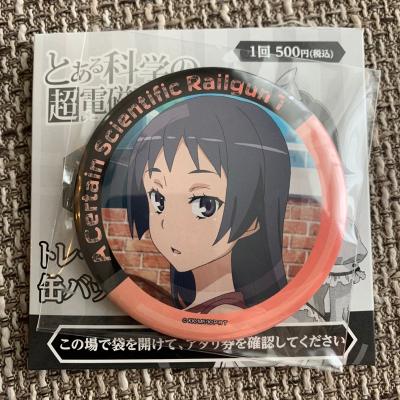 1回 500円(税込)
とある科学の
超電磁
A Certain Scientific Railgun T
トレ
缶バッ
この場で袋を開けて、アタリ券を確認してください